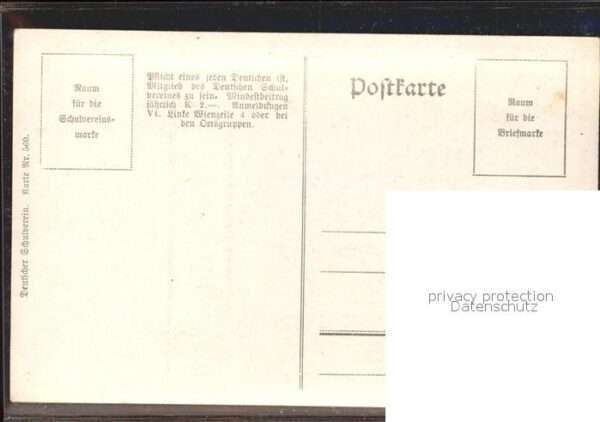 Raum
für die
Schulvereins-
marke
Pflicht eines jeden Deutschen ist,
Mitglied des Deutschen Schul-
vereines zu sein. Mindestbeitrag
jährlich K 2.—. Anmeldungen
VI. Linke Wienzeile 4 oder bei
den Ortsgruppen.
Postkarte
Raum
für die
Briefmarke
Deutscher Schulverein. Karte Nr. 509.
privacy protection
Datenschutz